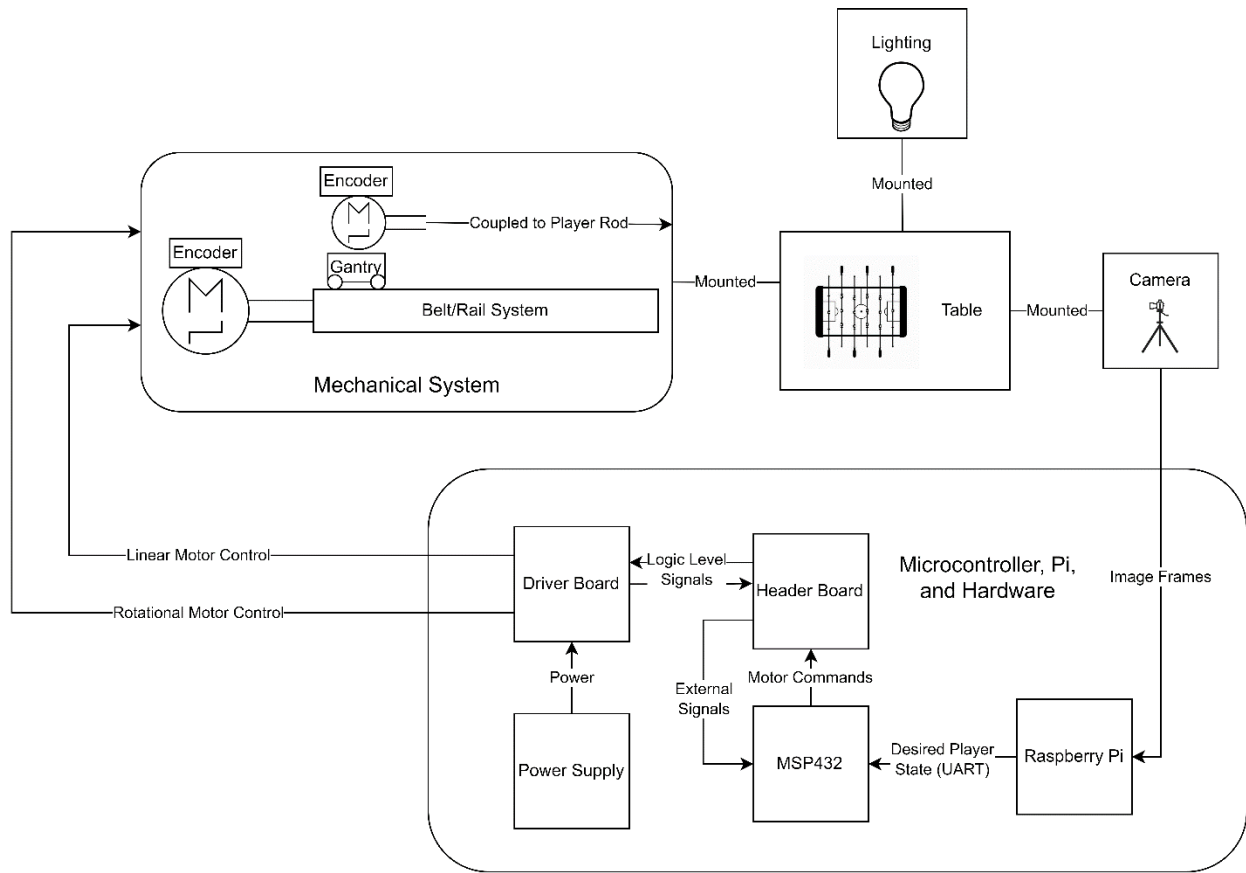 Lighting
Mounted
Encoder
Coupled to Player Rod
Encoder
Gantry
Belt/Rail System
Mechanical System
Mounted
Table
Mounted
Camera
Image Frames
Linear Motor Control
Rotational Motor Control
Driver Board
Logic Level
Signals
Header Board
Microcontroller, Pi,
and Hardware
Power
External
Signals
Motor Commands
Power Supply
MSP432
Desired Player
State (UART)
Raspberry Pi